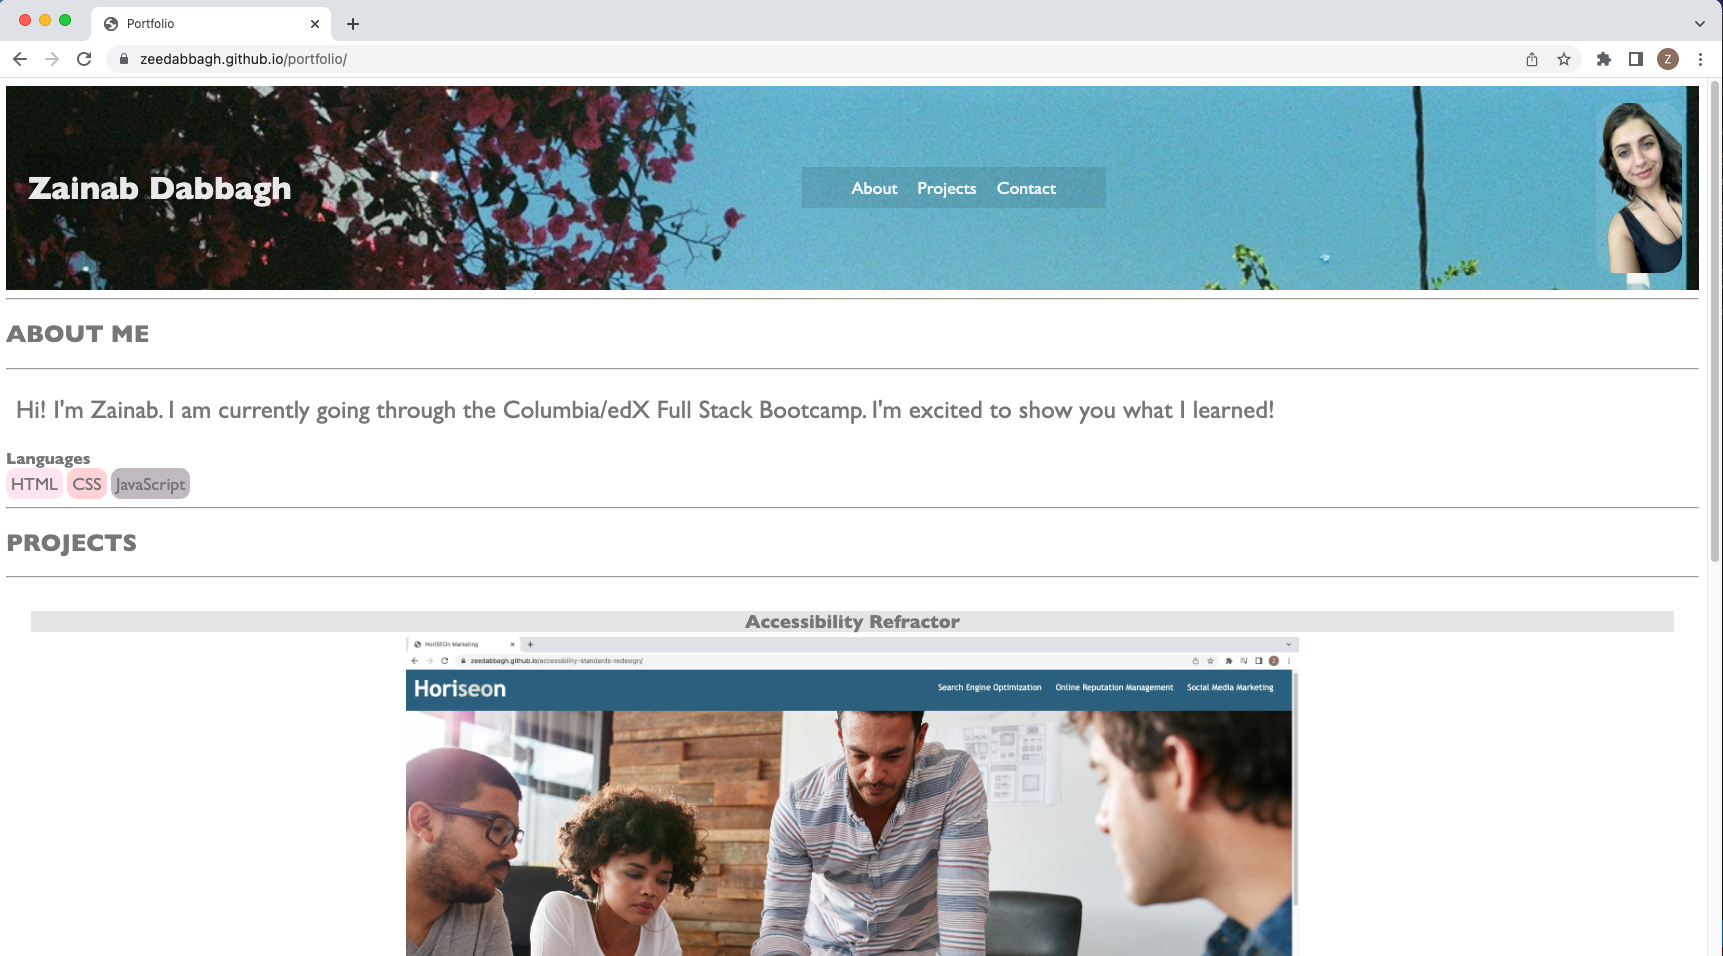 Portfolio
zeedabbagh.github.io/portfolio/
Z
Zainab Dabbagh
About Projects Contact
ABOUT ME
Hi! I'm Zainab. I am currently going through the Columbia/edX Full Stack Bootcamp. I'm excited to show you what I learned!
Languages
HTML CSS JavaScript
PROJECTS
Accessibility Refractor
HoriSEOn Marketing
zeedabbagh.github.io/accessibility-standards-redesign/
Horiseon
Search Engine Optimization Online Reputation Management Social Media Marketing